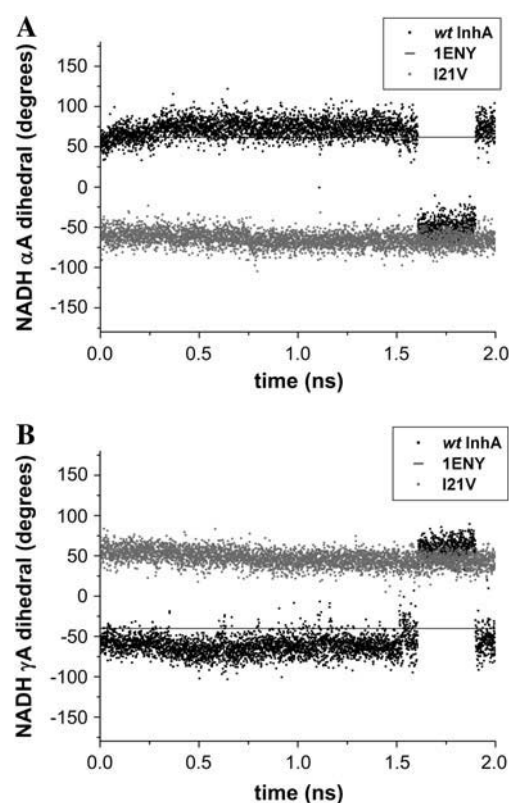 A
wt InhA
1ENY
I21V
NADH αA dihedral (degrees)
150
100
50
0
-50
-100
-150
0.0 0.5 1.0 1.5 2.0
time (ns)
B
wt InhA
1ENY
I21V
NADH γA dihedral (degrees)
150
100
50
0
-50
-100
-150
0.0 0.5 1.0 1.5 2.0
time (ns)